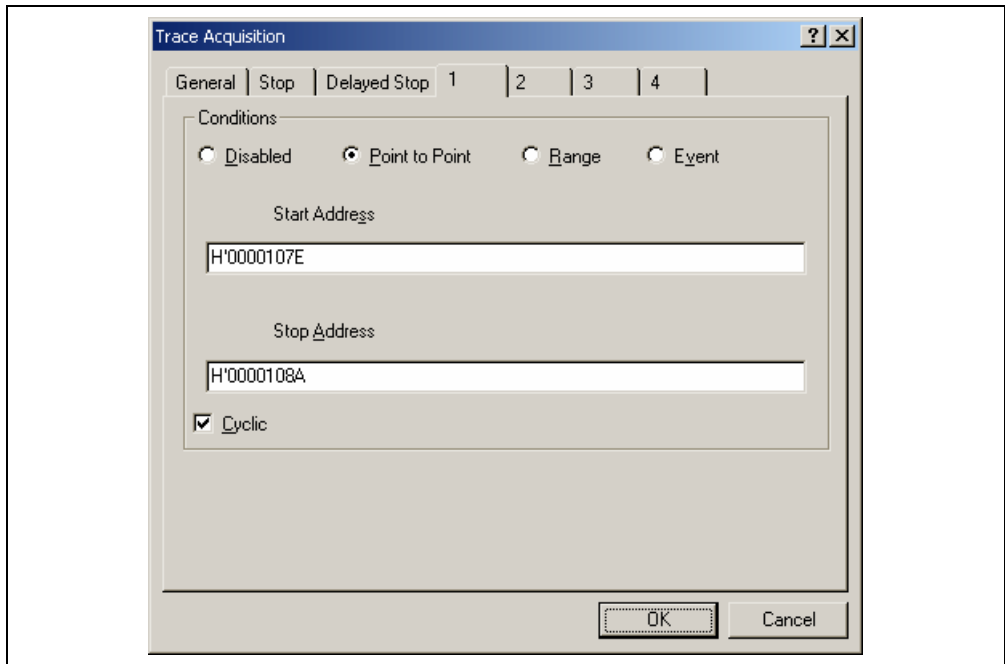 Trace Acquisition
General Stop Delayed Stop 1 2 3 4
Conditions
Disabled Point to Point Range Event
Start Address
H'0000107E
Stop Address
H'0000108A
Cyclic
OK Cancel